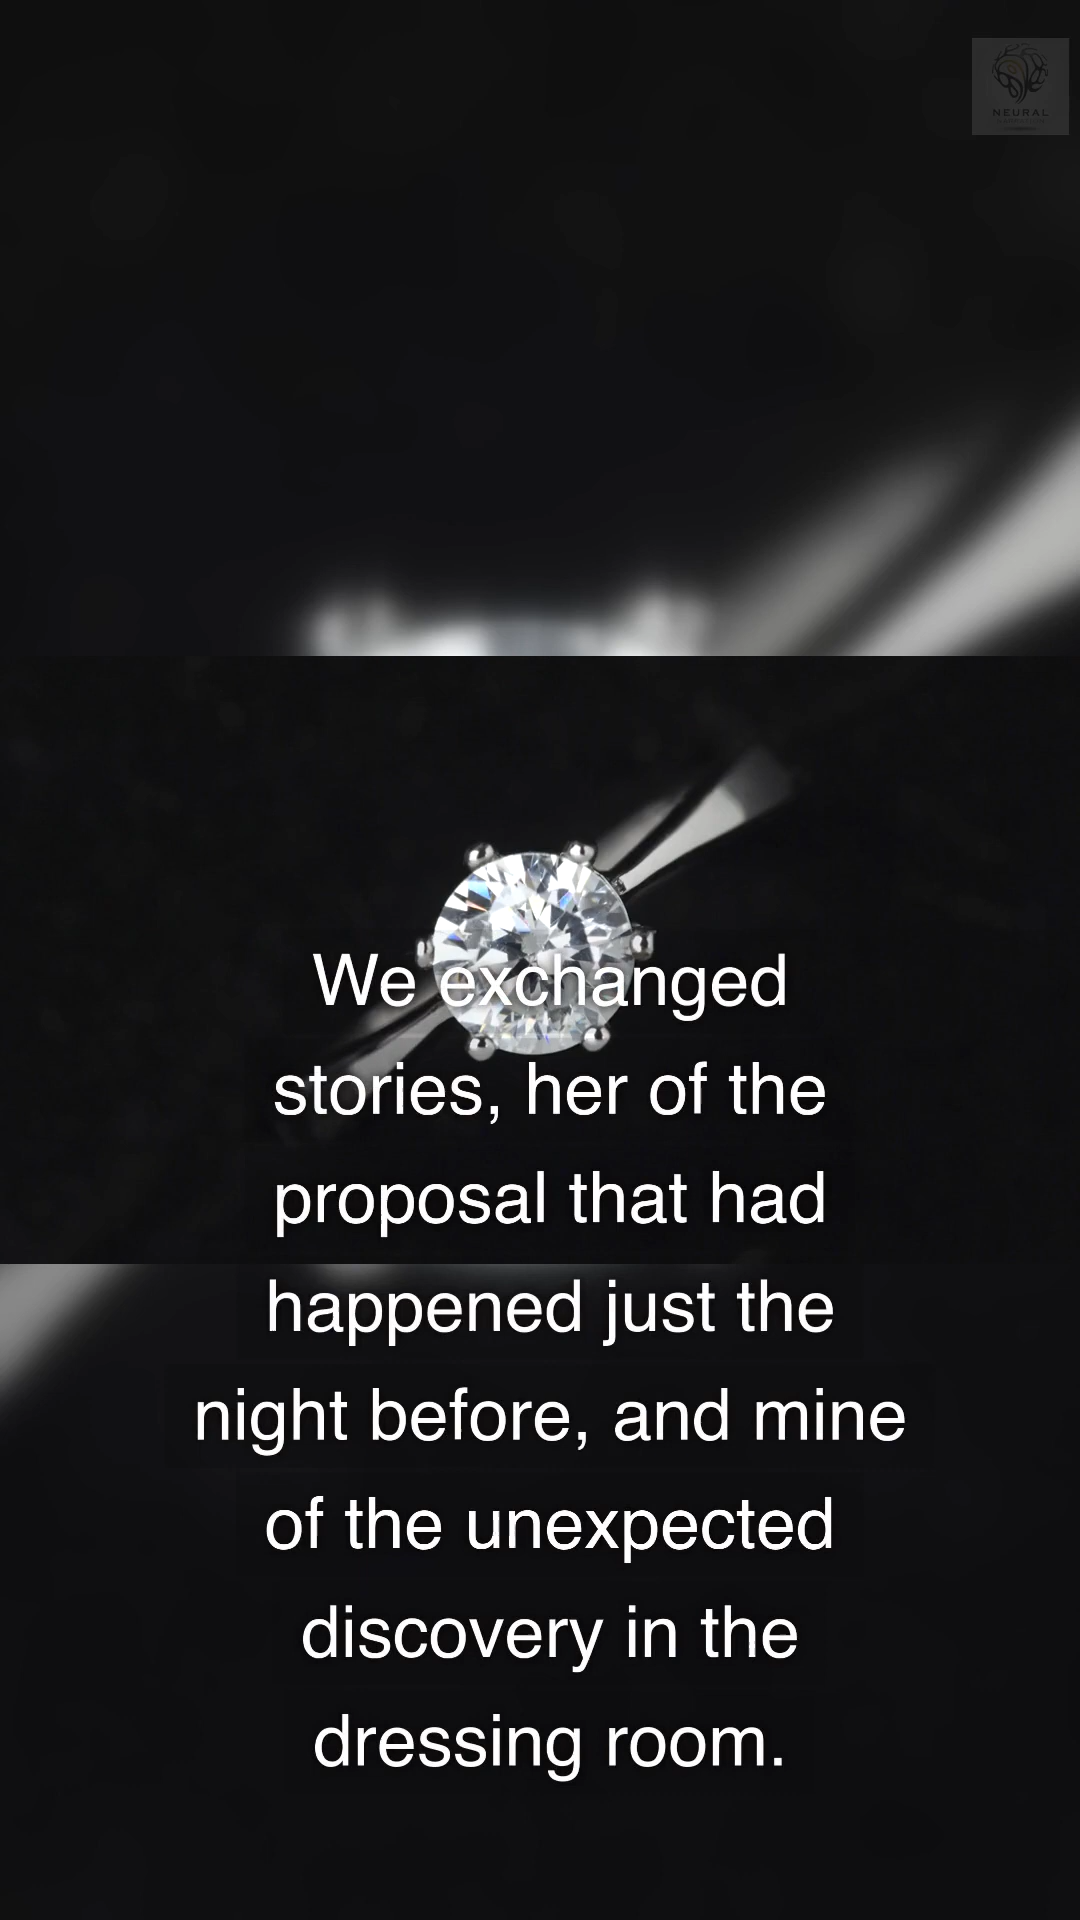 NEURAL
We exchanged
stories, her of the
proposal that had
happened just the
night before, and mine
of the unexpected
discovery in the
dressing room.